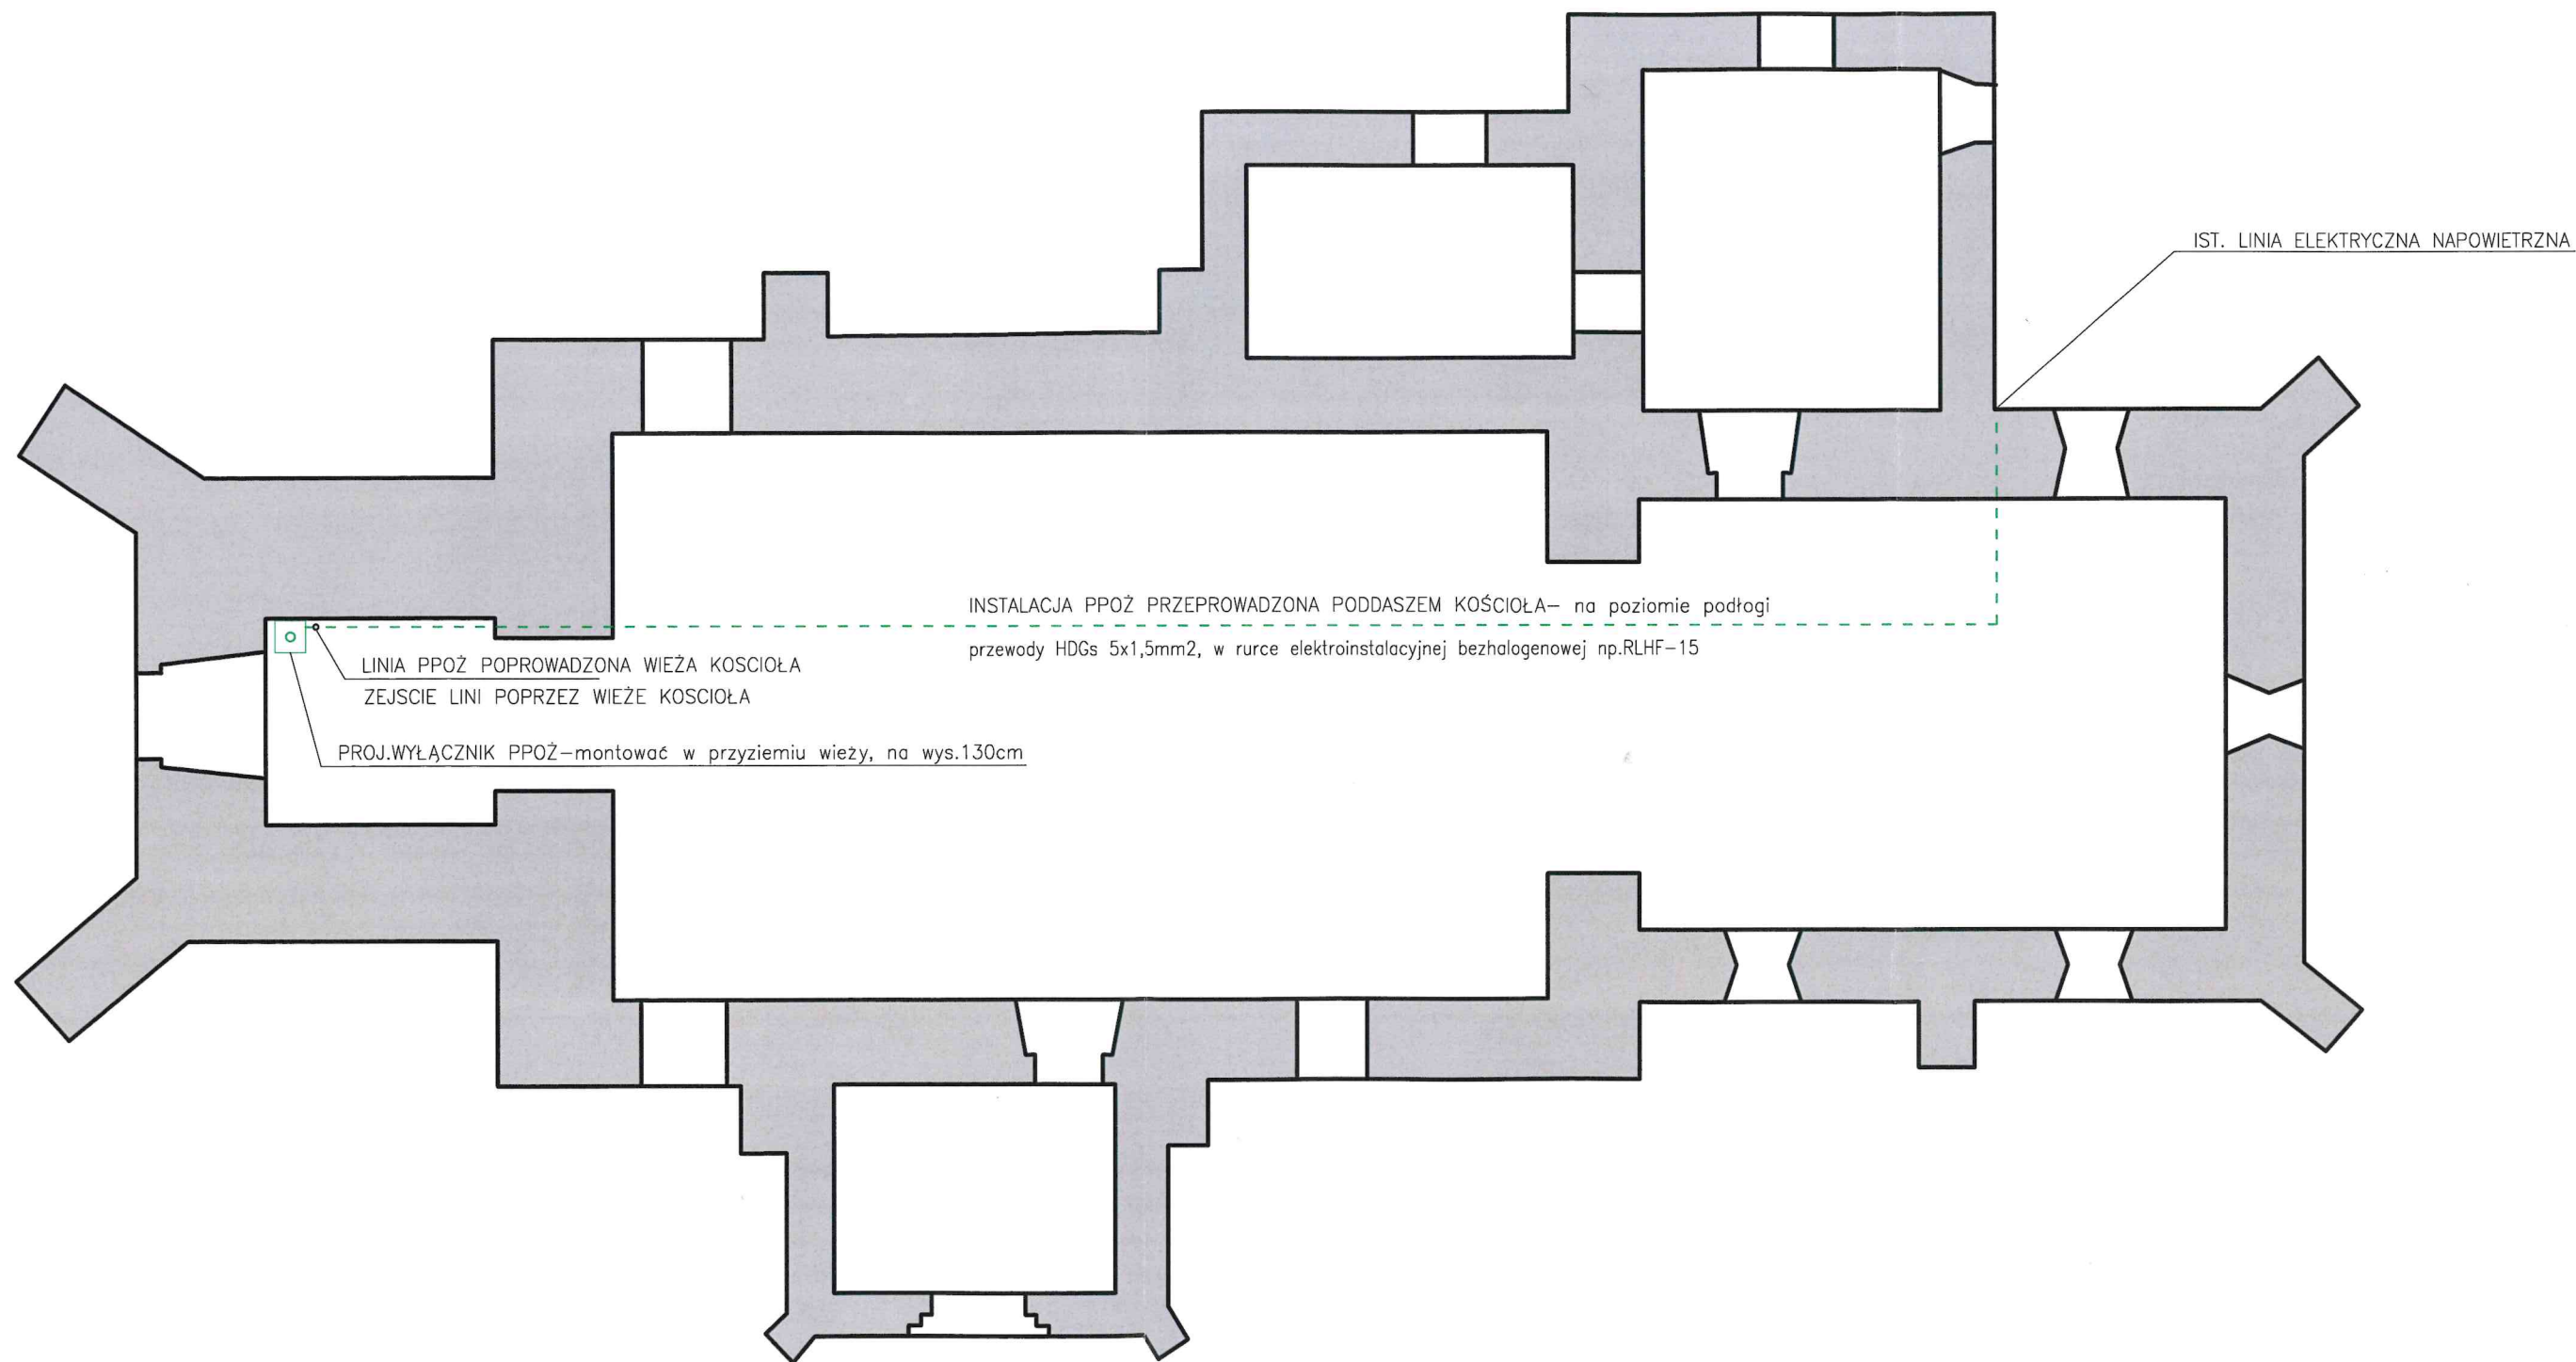 IST. LINIA ELEKTRYCZNA NAPOWIETRZNA
INSTALACJA PPOŻ PRZEPROWADZONA PODDASZEM KOŚCIOŁA— na poziomie podłogi
przewody HDGs 5x1,5mm2, w rurce elektroinstalacyjnej bezhalogenowej np.RLHF-15
LINIA PPOŻ POPROWADZONA WIEŻA KOSCIOŁA
ZEJSCIE LINI POPRZEZ WIEŻE KOSCIOŁA
PROJ.WYŁĄCZNIK PPOŻ—montować w przyziemiu wieży, na wys.130cm